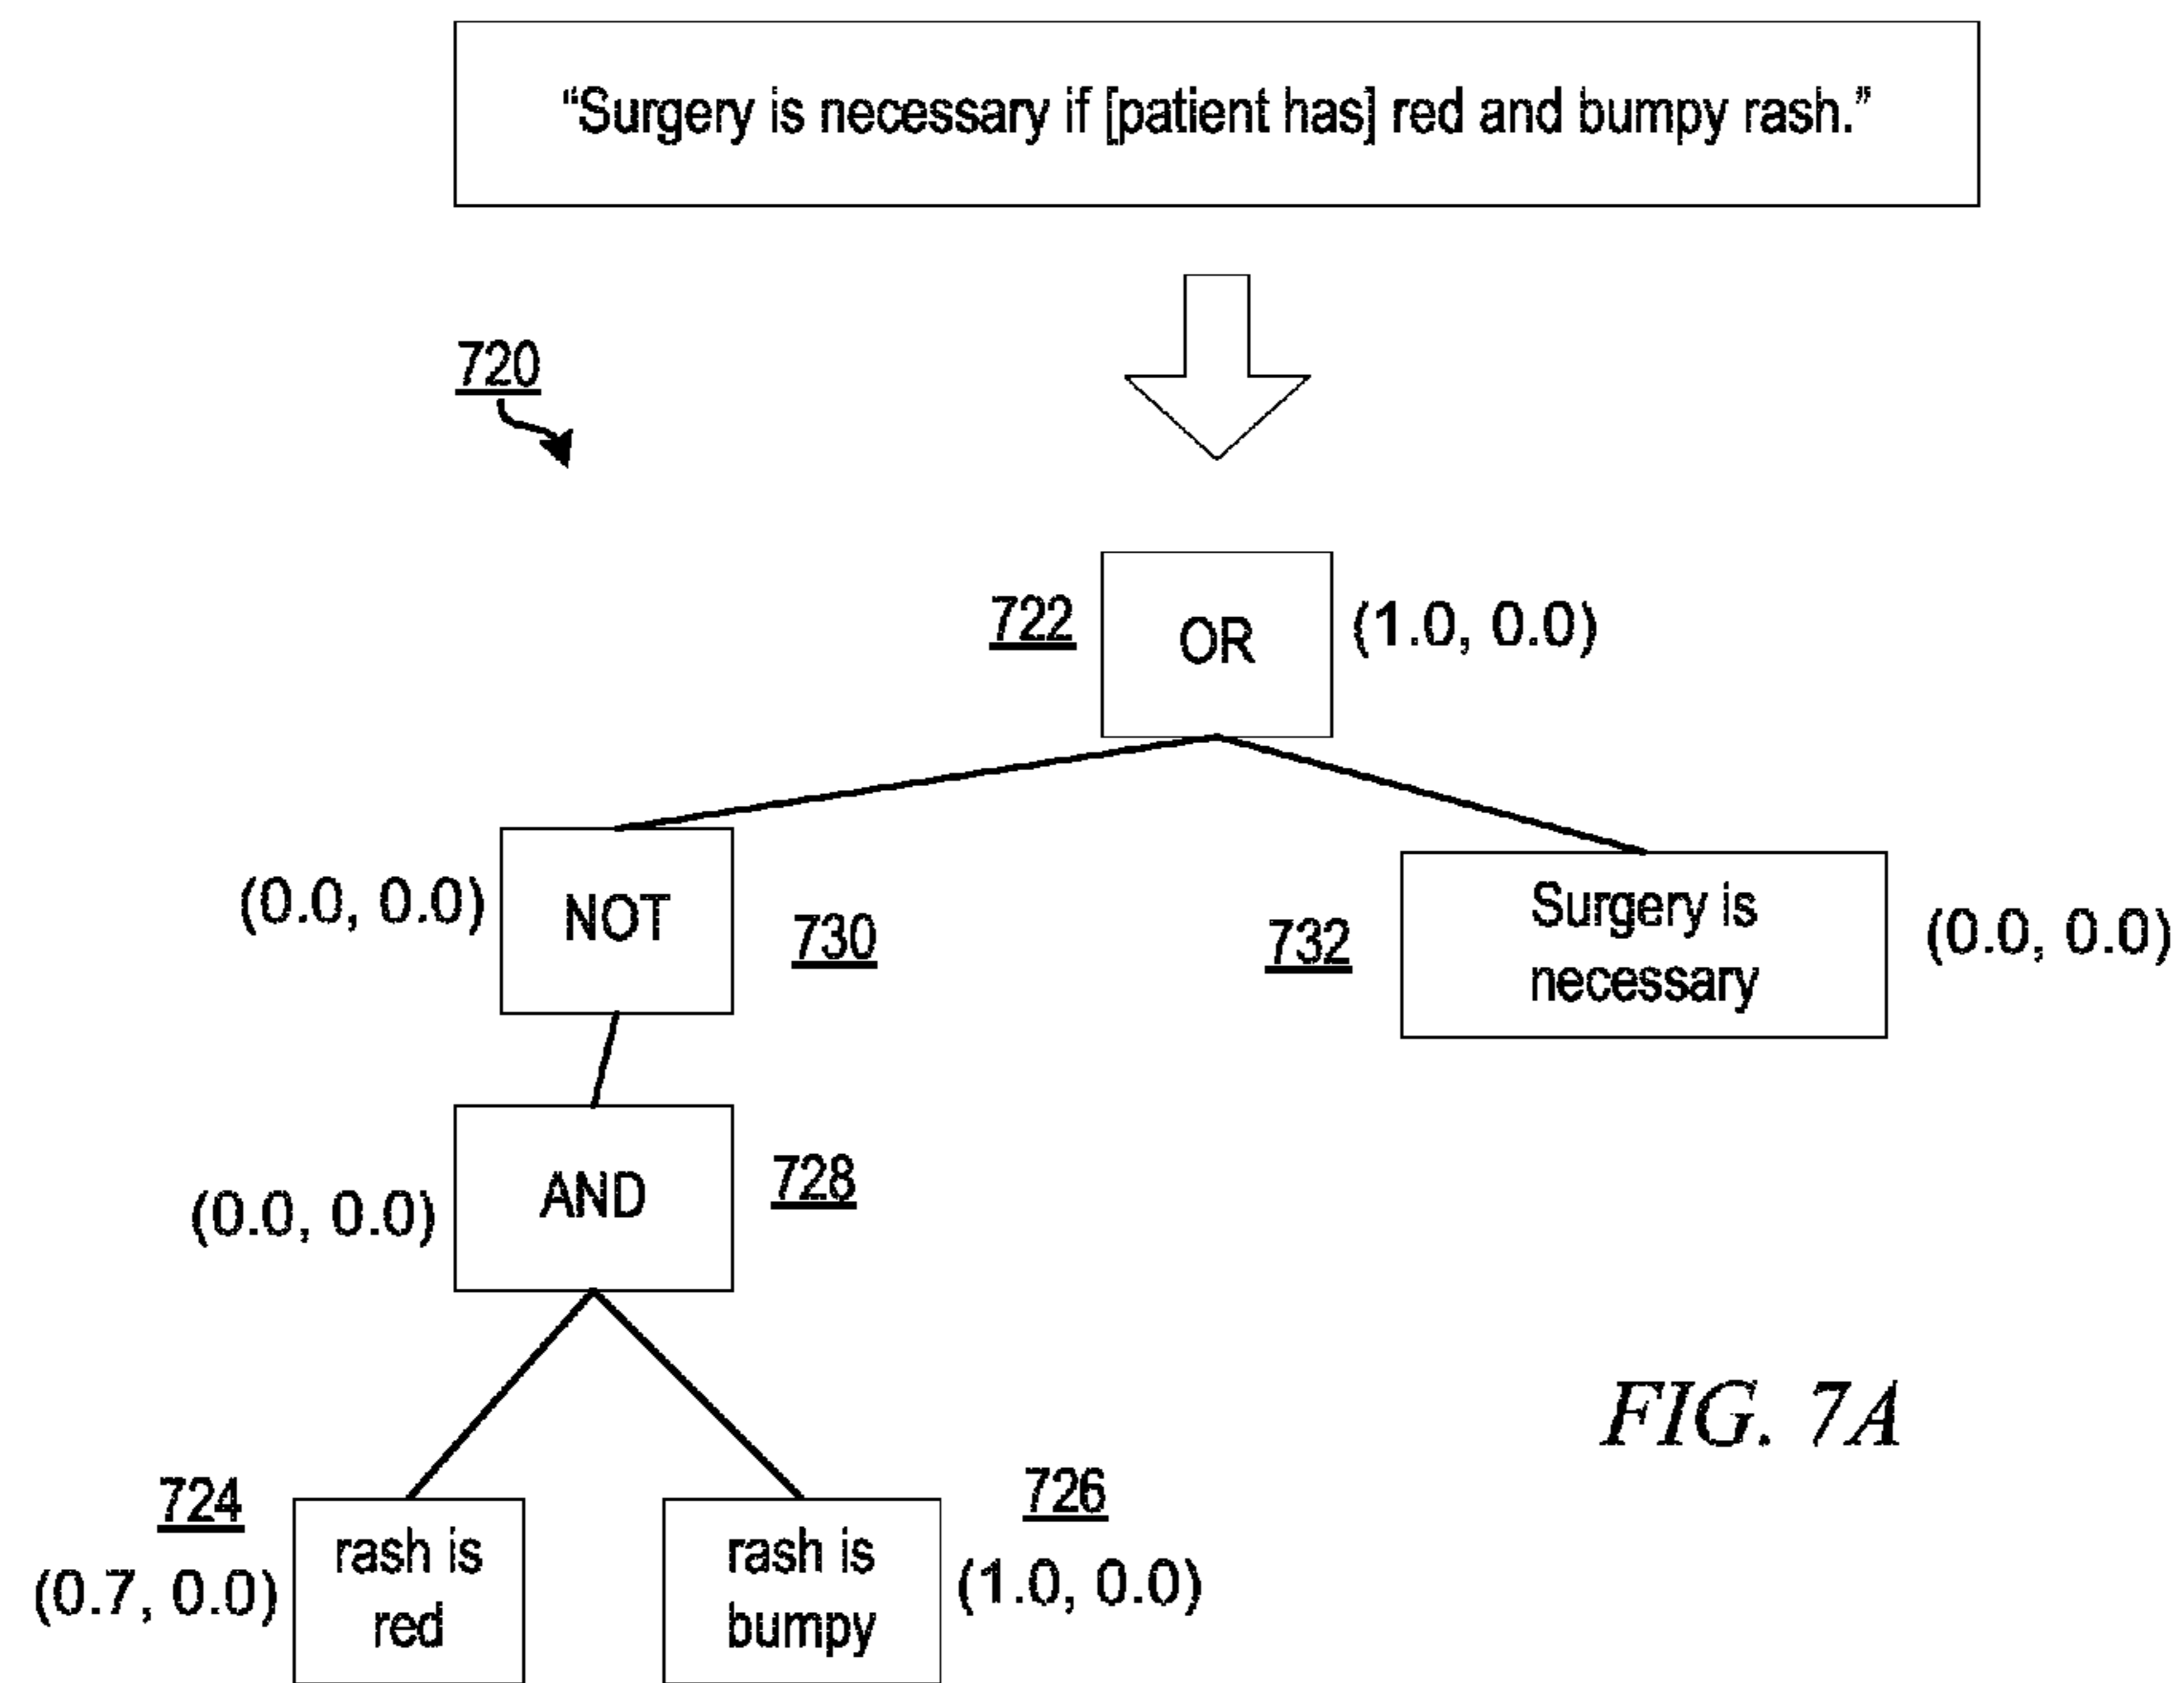 “Surgery is necessary if [patient has] red and bumpy rash.”
720
722
OR
(1.0, 0.0)
(0.0, 0.0)
NOT
730
732
Surgery is
necessary
(0.0, 0.0)
(0.0, 0.0)
AND
728
724
rash is
red
(0.7, 0.0)
rash is
bumpy
726
(1.0, 0.0)
FIG. 7A